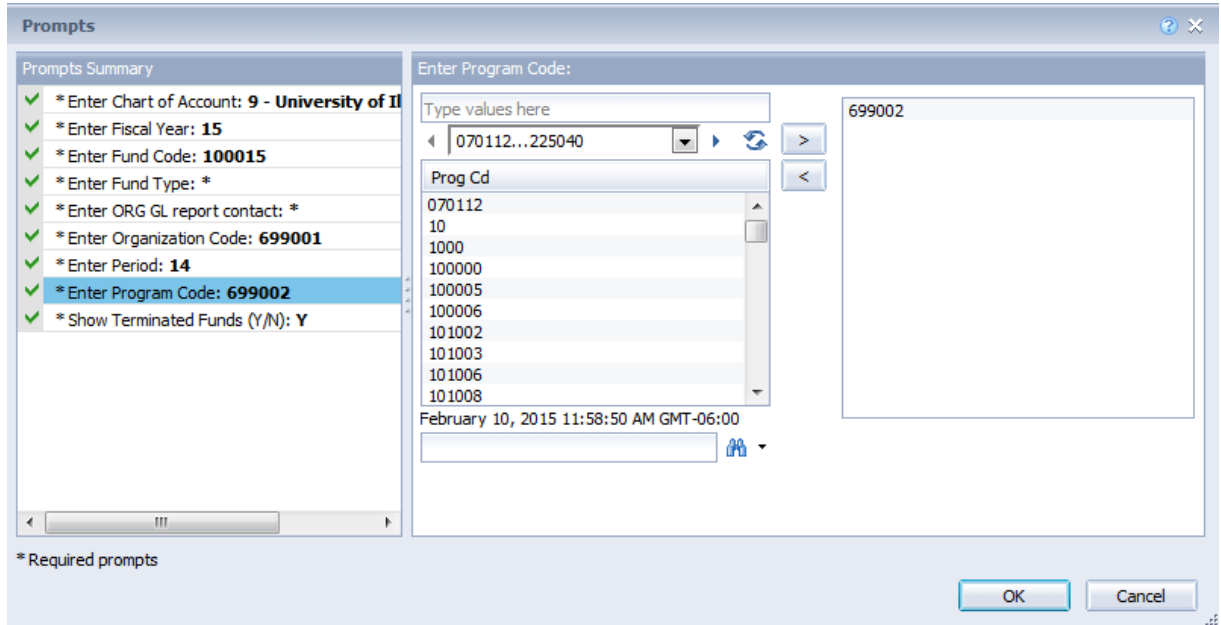 Prompts
Prompts Summary
* Enter Chart of Account: 9 - University of Il
* Enter Fiscal Year: 15
* Enter Fund Code: 100015
* Enter Fund Type: *
* Enter ORG GL report contact: *
* Enter Organization Code: 699001
* Enter Period: 14
* Enter Program Code: 699002
* Show Terminated Funds (Y/N): Y
Enter Program Code:
Type values here
070112...225040
Prog Cd
070112
10
1000
100000
100005
100006
101002
101003
101006
101008
February 10, 2015 11:58:50 AM GMT-06:00
>
<
699002
* Required prompts
OK
Cancel